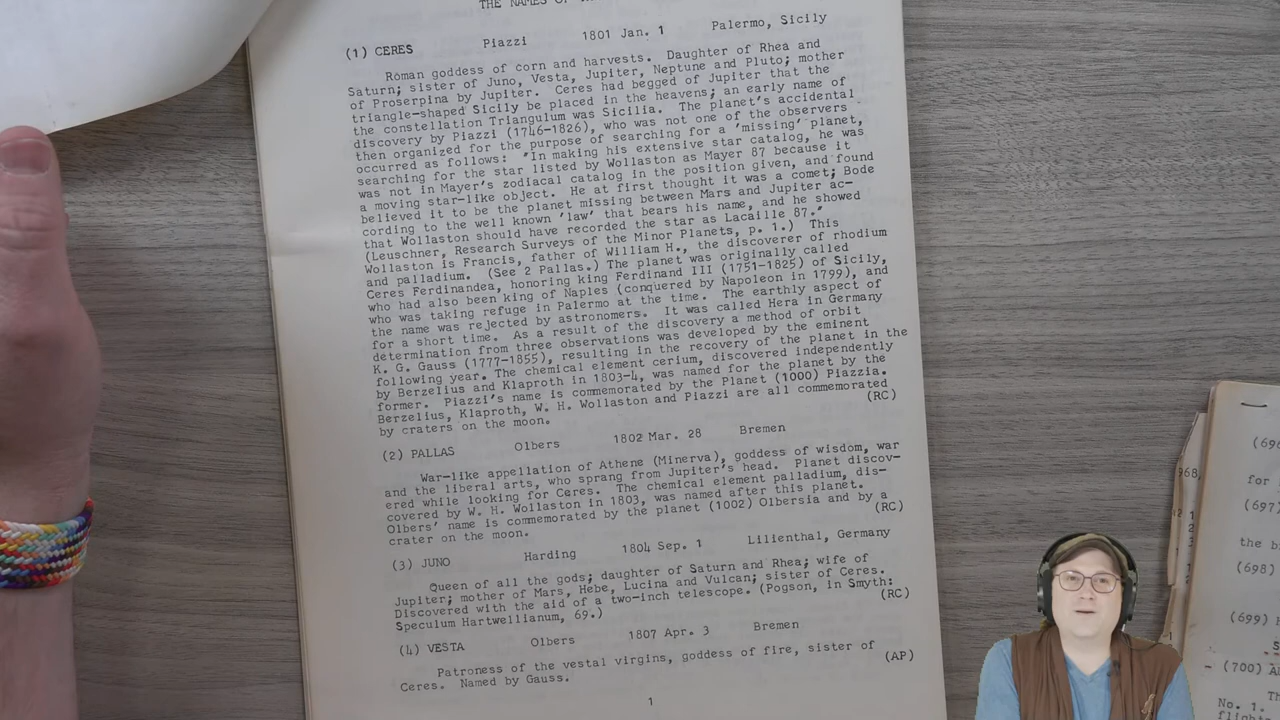 THE NAMES OF
(1) CERES Piazzi 1801 Jan. 1 Palermo, Sicily
Roman goddess of corn and harvests. Daughter of Rhea and
Saturn; sister of Juno, Vesta, Jupiter, Neptune and Pluto; mother
of Proserpina by Jupiter. Ceres had begged of Jupiter that the
triangle-shaped Sicily be placed in the heavens; an early name of
the constellation Triangulum was Sicilia. The planet's accidental
discovery by Piazzi (1746-1826), who was not one of the observers
then organized for the purpose of searching for a 'missing' planet,
occurred as follows: "In making his extensive star catalog, he was
searching for the star listed by Wollaston as Mayer 87 because it
was not in Mayer's zodiacal catalog in the position given, and found
a moving star-like object. He at first thought it was a comet; Bode
believed it to be the planet missing between Mars and Jupiter ac-
cording to the well known 'law' that bears his name, and he showed
that Wollaston should have recorded the star as Lacaille 87."
(Leuschner, Research Surveys of the Minor Planets, p. 1.) This
Wollaston is Francis, father of William H., the discoverer of rhodium
and palladium. (See 2 Pallas.) The planet was originally called
Ceres Ferdinandea, honoring king Ferdinand III (1751-1825) of Sicily,
who had also been king of Naples (conquered by Napoleon in 1799), and
who was taking refuge in Palermo at the time. The earthly aspect of
the name was rejected by astronomers. It was called Hera in Germany
for a short time. As a result of the discovery a method of orbit
determination from three observations was developed by the eminent
K. G. Gauss (1777-1855), resulting in the recovery of the planet in the
following year. The chemical element cerium, discovered independently
by Berzelius and Klaproth in 1803-4, was named for the planet by the
former. Piazzi's name is commemorated by the Planet (1000) Piazzia.
Berzelius, Klaproth, W. H. Wollaston and Piazzi are all commemorated
by craters on the moon. (RC)
(2) PALLAS Olbers 1802 Mar. 28 Bremen
War-like appellation of Athene (Minerva), goddess of wisdom, war
and the liberal arts, who sprang from Jupiter's head. Planet discov-
ered while looking for Ceres. The chemical element palladium, dis-
covered by W. H. Wollaston in 1803, was named after this planet.
Olbers' name is commemorated by the planet (1002) Olbersia and by a
crater on the moon. (RC)
(3) JUNO Harding 1804 Sep. 1 Lilienthal, Germany
Queen of all the gods; daughter of Saturn and Rhea; wife of
Jupiter; mother of Mars, Hebe, Lucina and Vulcan; sister of Ceres.
Discovered with the aid of a two-inch telescope. (Pogson, in Smyth:
Speculum Hartwellianum, 69.) (RC)
(4) VESTA Olbers 1807 Apr. 3 Bremen
Patroness of the vestal virgins, goddess of fire, sister of
Ceres. Named by Gauss. (AP)
1
968,
for
(697)
the b
(698)
(699)
(700)
No. 1.